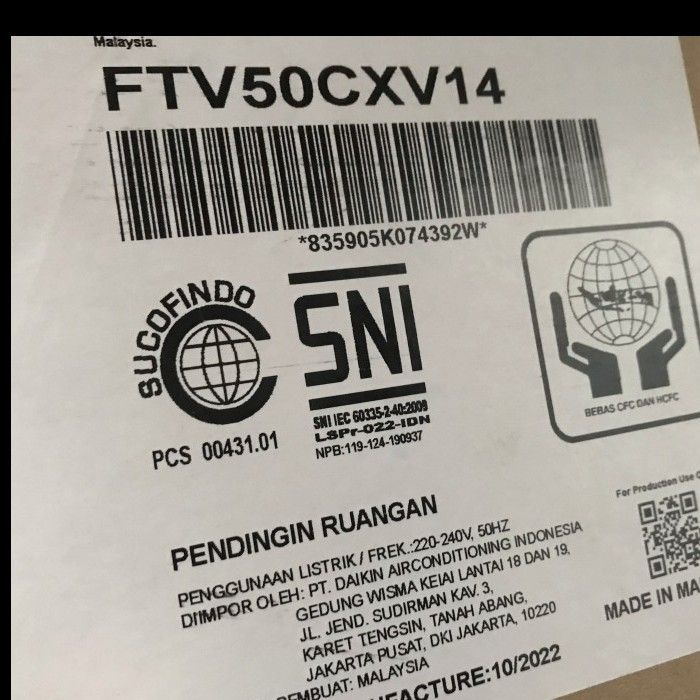 Malaysia.
FTV50CXV14
*835905K074392W*
SUCOFINDO
SNI
SNI IEC 60335-2-40:2009
LSPr-022-IDN
NPB:119-124-190937
PCS 00431.01
BEBAS CFC DAN HCFC
For Production Use
PENDINGIN RUANGAN
PENGGUNAAN LISTRIK / FREK.:220-240V, 50HZ
DIIMPOR OLEH: PT. DAIKIN AIRCONDITIONING INDONESIA
GEDUNG WISMA KEIAI LANTAI 18 DAN 19,
JL. JEND. SUDIRMAN KAV. 3,
KARET TENGSIN, TANAH ABANG,
JAKARTA PUSAT, DKI JAKARTA, 10220
PEMBUAT: MALAYSIA
MADE IN MA
NUFACTURE:10/2022